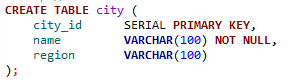 CREATE TABLE city (
    city_id      SERIAL PRIMARY KEY,
    name         VARCHAR(100) NOT NULL,
    region       VARCHAR(100)
);